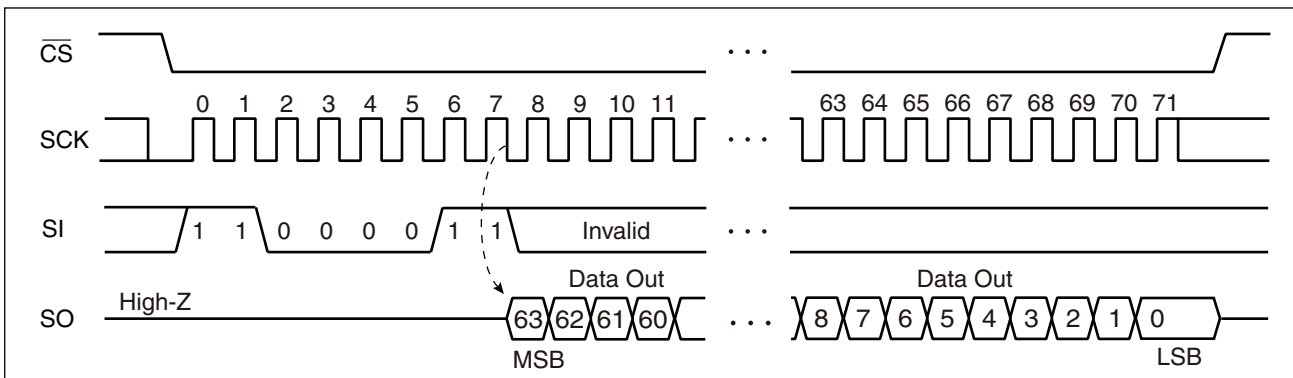 CS . . .
0 1 2 3 4 5 6 7 8 9 10 11 63 64 65 66 67 68 69 70 71
SCK . . .
SI 1 1 0 0 0 0 1 1 Invalid . . .
Data Out Data Out
High-Z
SO 63 62 61 60 . . . 8 7 6 5 4 3 2 1 0
MSB LSB